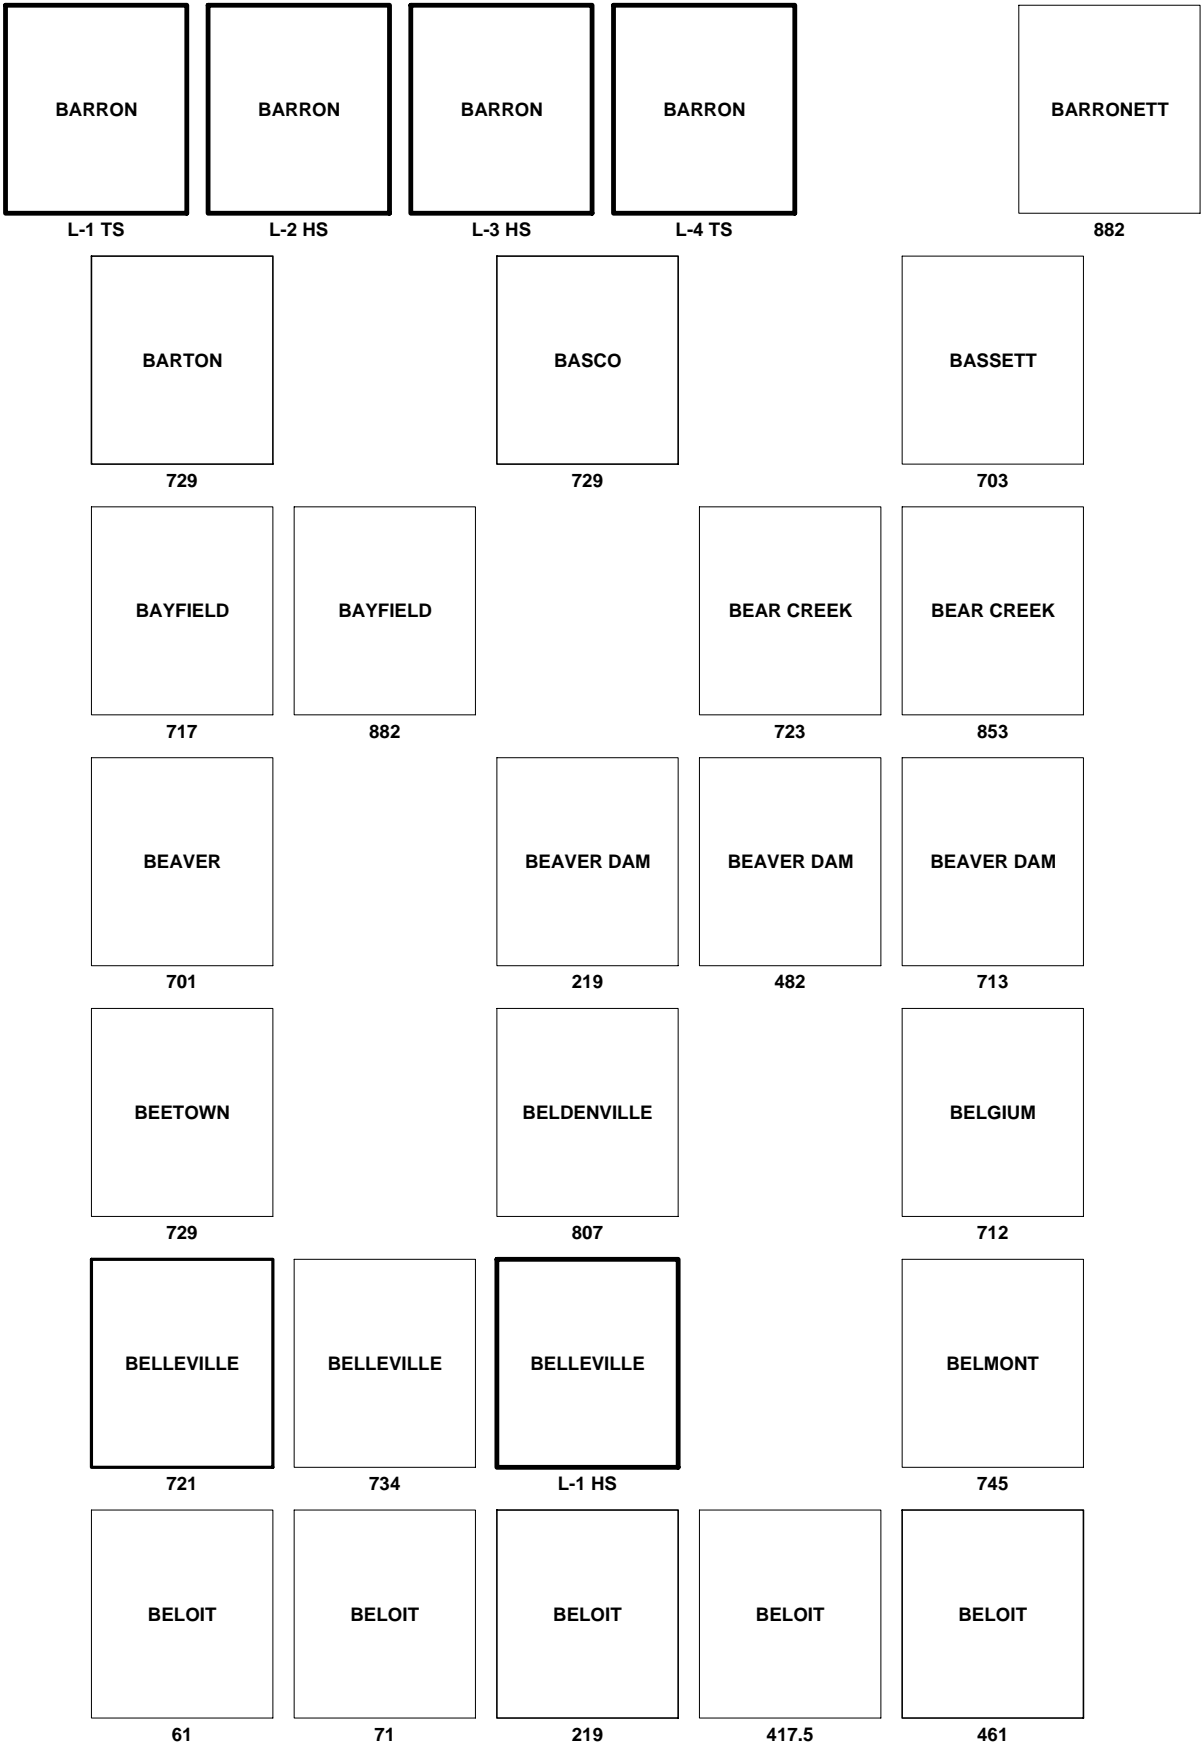 BARRON BARRON BARRON BARRON BARRONETT
L-1 TS L-2 HS L-3 HS L-4 TS 882
BARTON BASCO BASSETT
729 729 703
BAYFIELD BAYFIELD BEAR CREEK BEAR CREEK
717 882 723 853
BEAVER BEAVER DAM BEAVER DAM BEAVER DAM
701 219 482 713
BEETOWN BELDENVILLE BELGIUM
729 807 712
BELLEVILLE BELLEVILLE BELLEVILLE BELMONT
721 734 L-1 HS 745
BELOIT BELOIT BELOIT BELOIT BELOIT
61 71 219 417.5 461